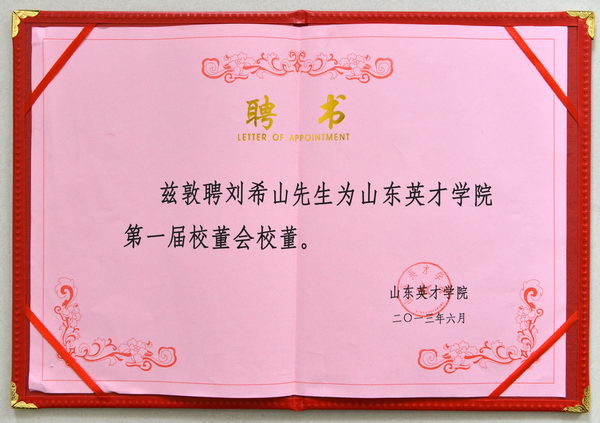 聘书
LETTER OF APPOINTMENT
兹敦聘刘希山先生为山东英才学院
第一届校董会校董。
山东英才学院
二〇一三年六月